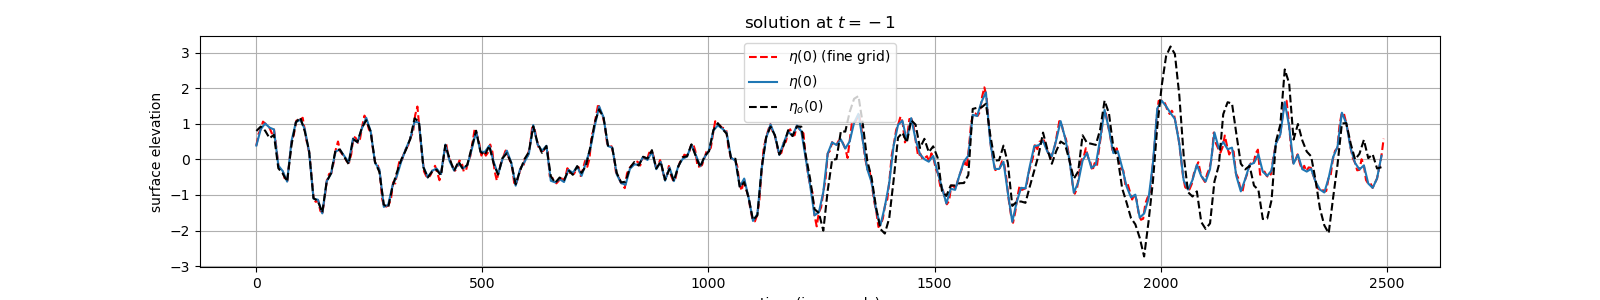 solution at t = −1
η(0) (fine grid)
η(0)
ηₒ(0)
surface elevation
3
2
1
0
−1
−2
−3
0 500 1000 1500 2000 2500